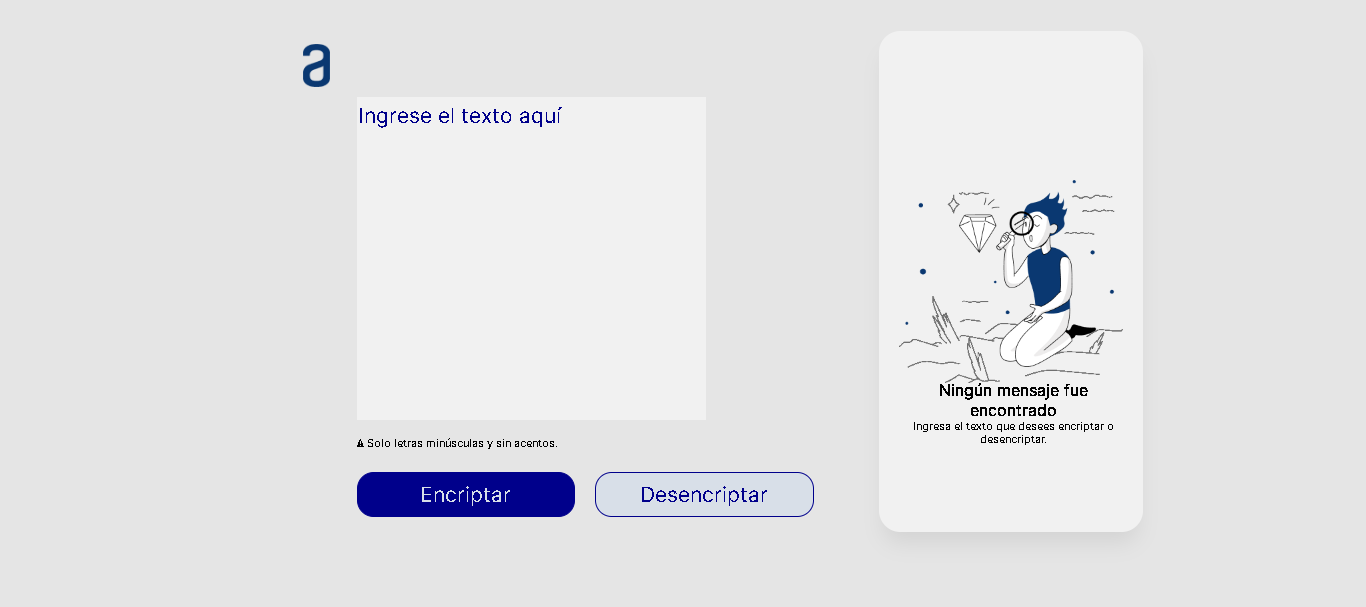 a
Ingrese el texto aquí
Solo letras minúsculas y sin acentos.
Encriptar
Desencriptar
Ningún mensaje fue
encontrado
Ingresa el texto que desees encriptar o
desencriptar.